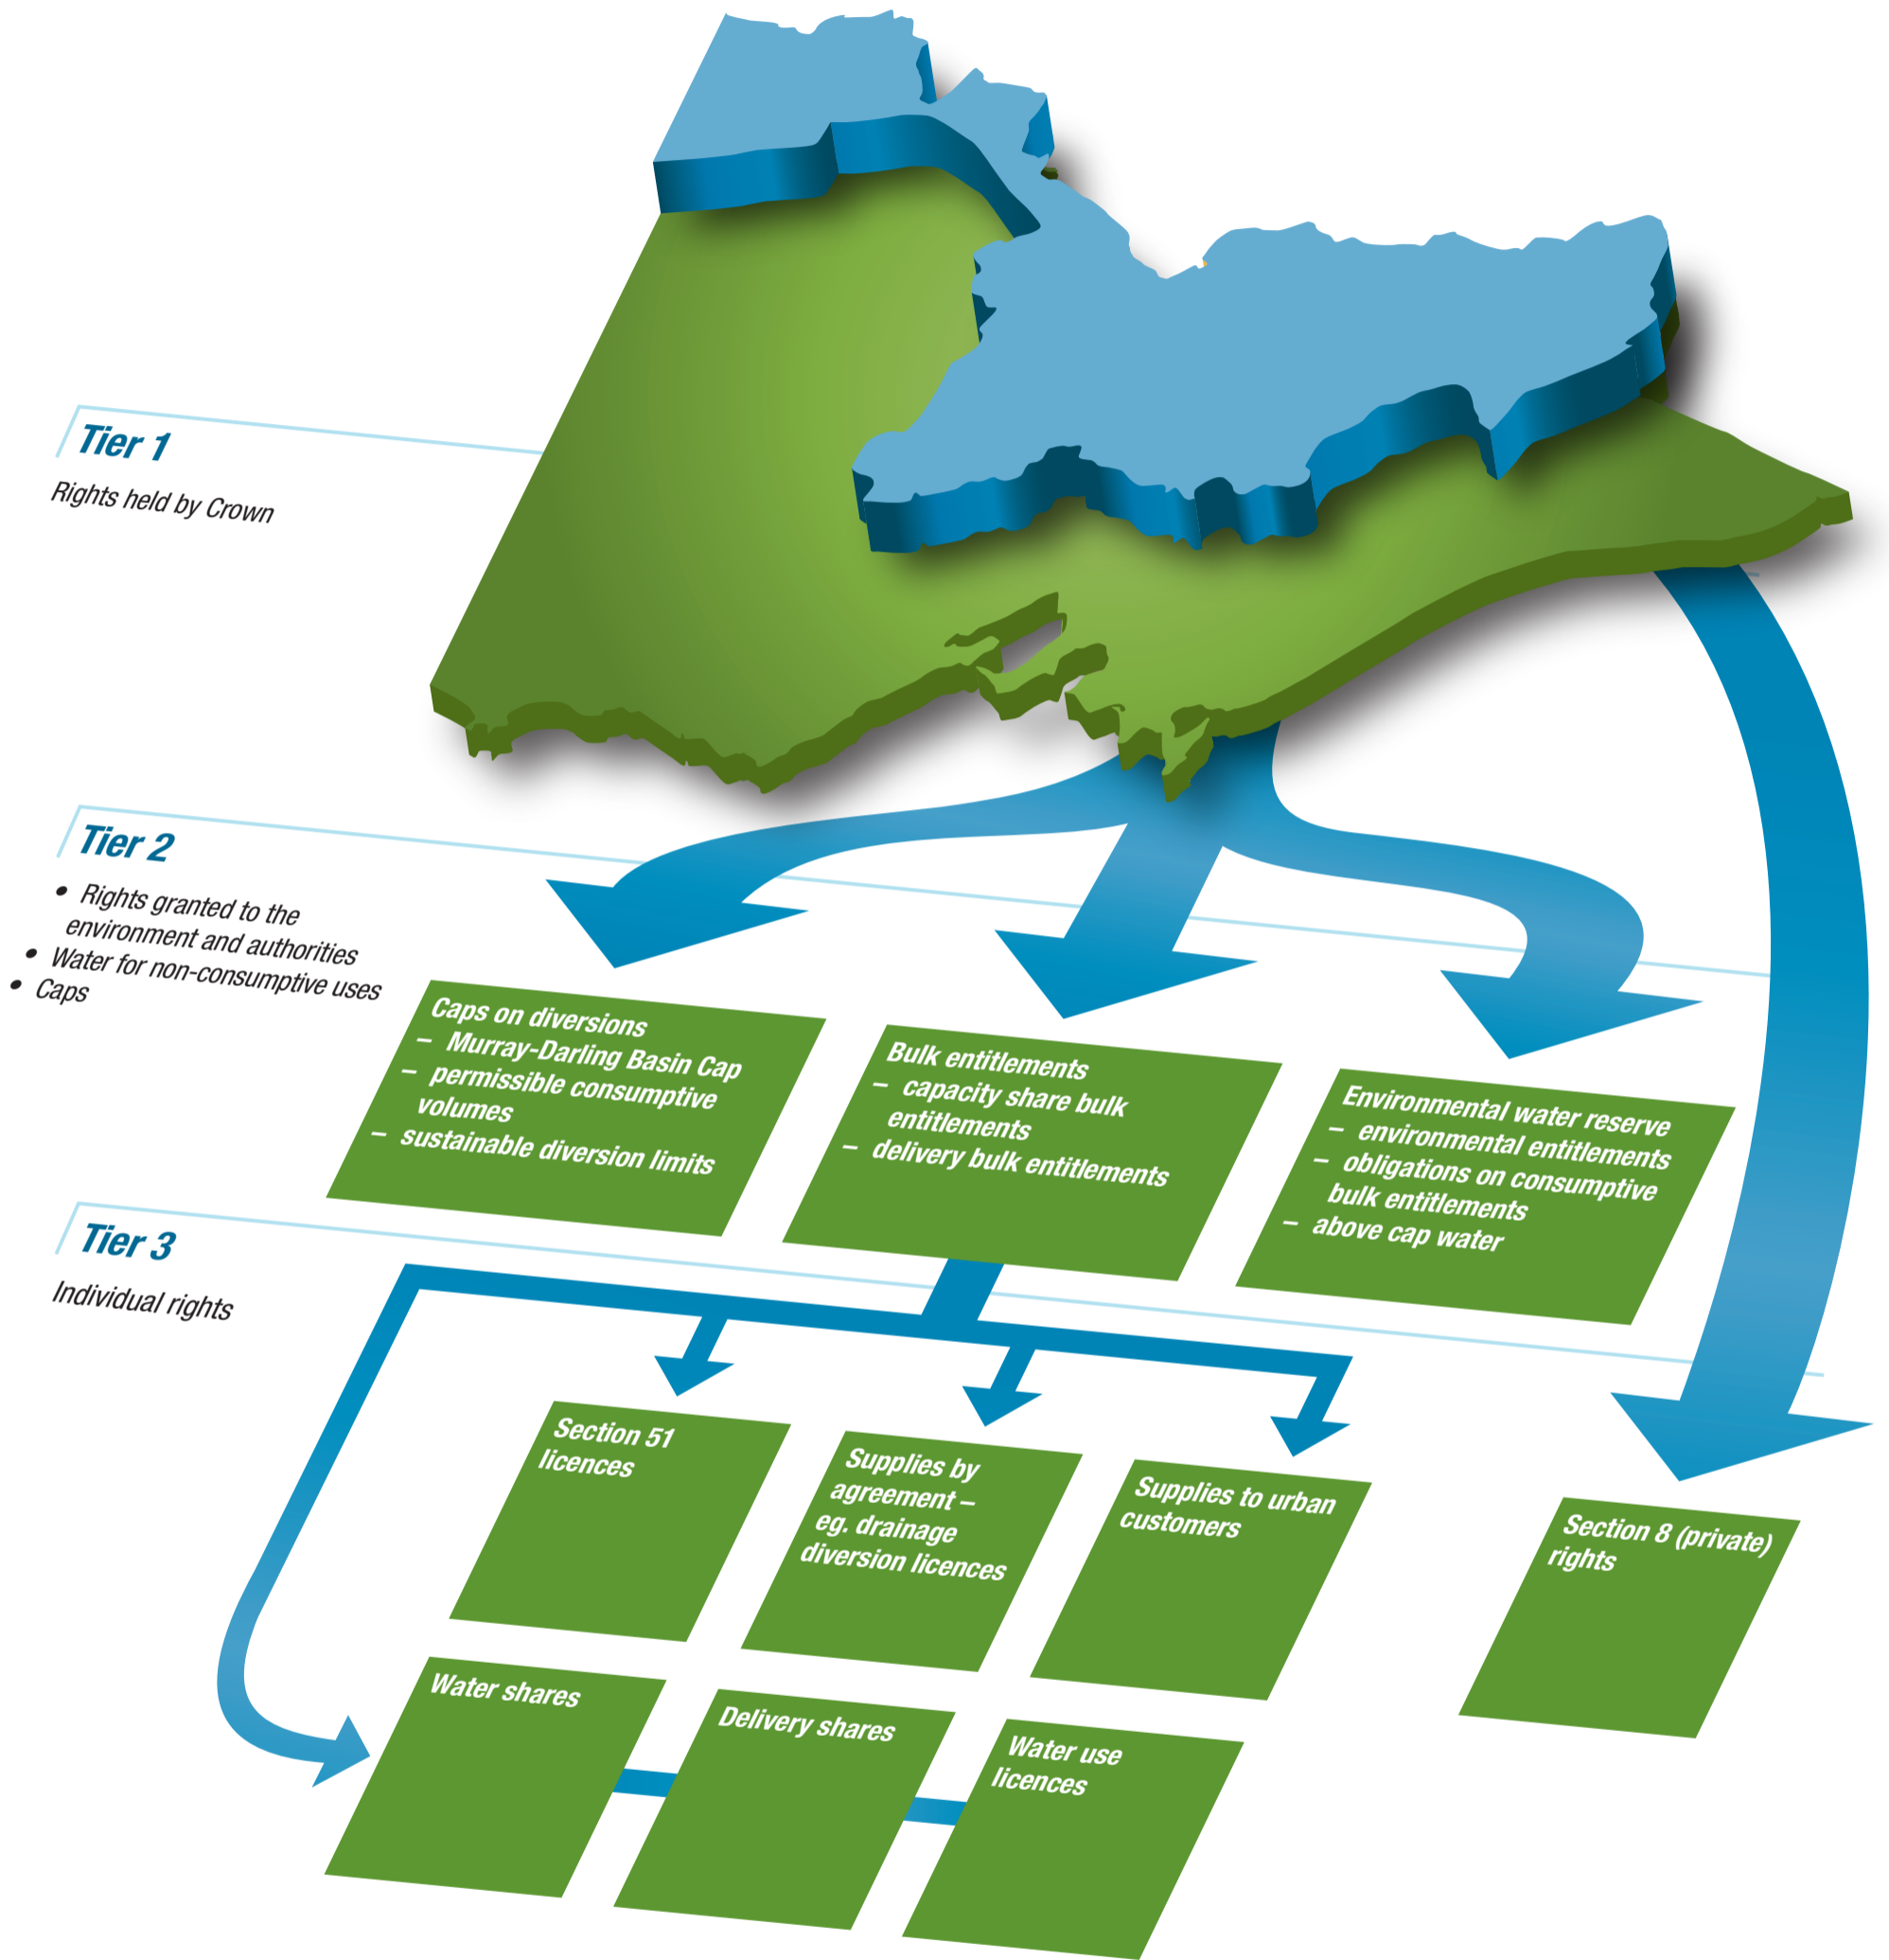 Tier 1
Rights held by Crown
Tier 2
• Rights granted to the
environment and authorities
• Water for non-consumptive uses
• Caps
Caps on diversions
– Murray-Darling Basin Cap
– permissible consumptive
volumes
– sustainable diversion limits
Bulk entitlements
– capacity share bulk
entitlements
– delivery bulk entitlements
Environmental water reserve
– environmental entitlements
– obligations on consumptive
bulk entitlements
– above cap water
Tier 3
Individual rights
Section 51
licences
Supplies by
agreement –
eg. drainage
diversion licences
Supplies to urban
customers
Section 8 (private)
rights
Water shares
Delivery shares
Water use
licences